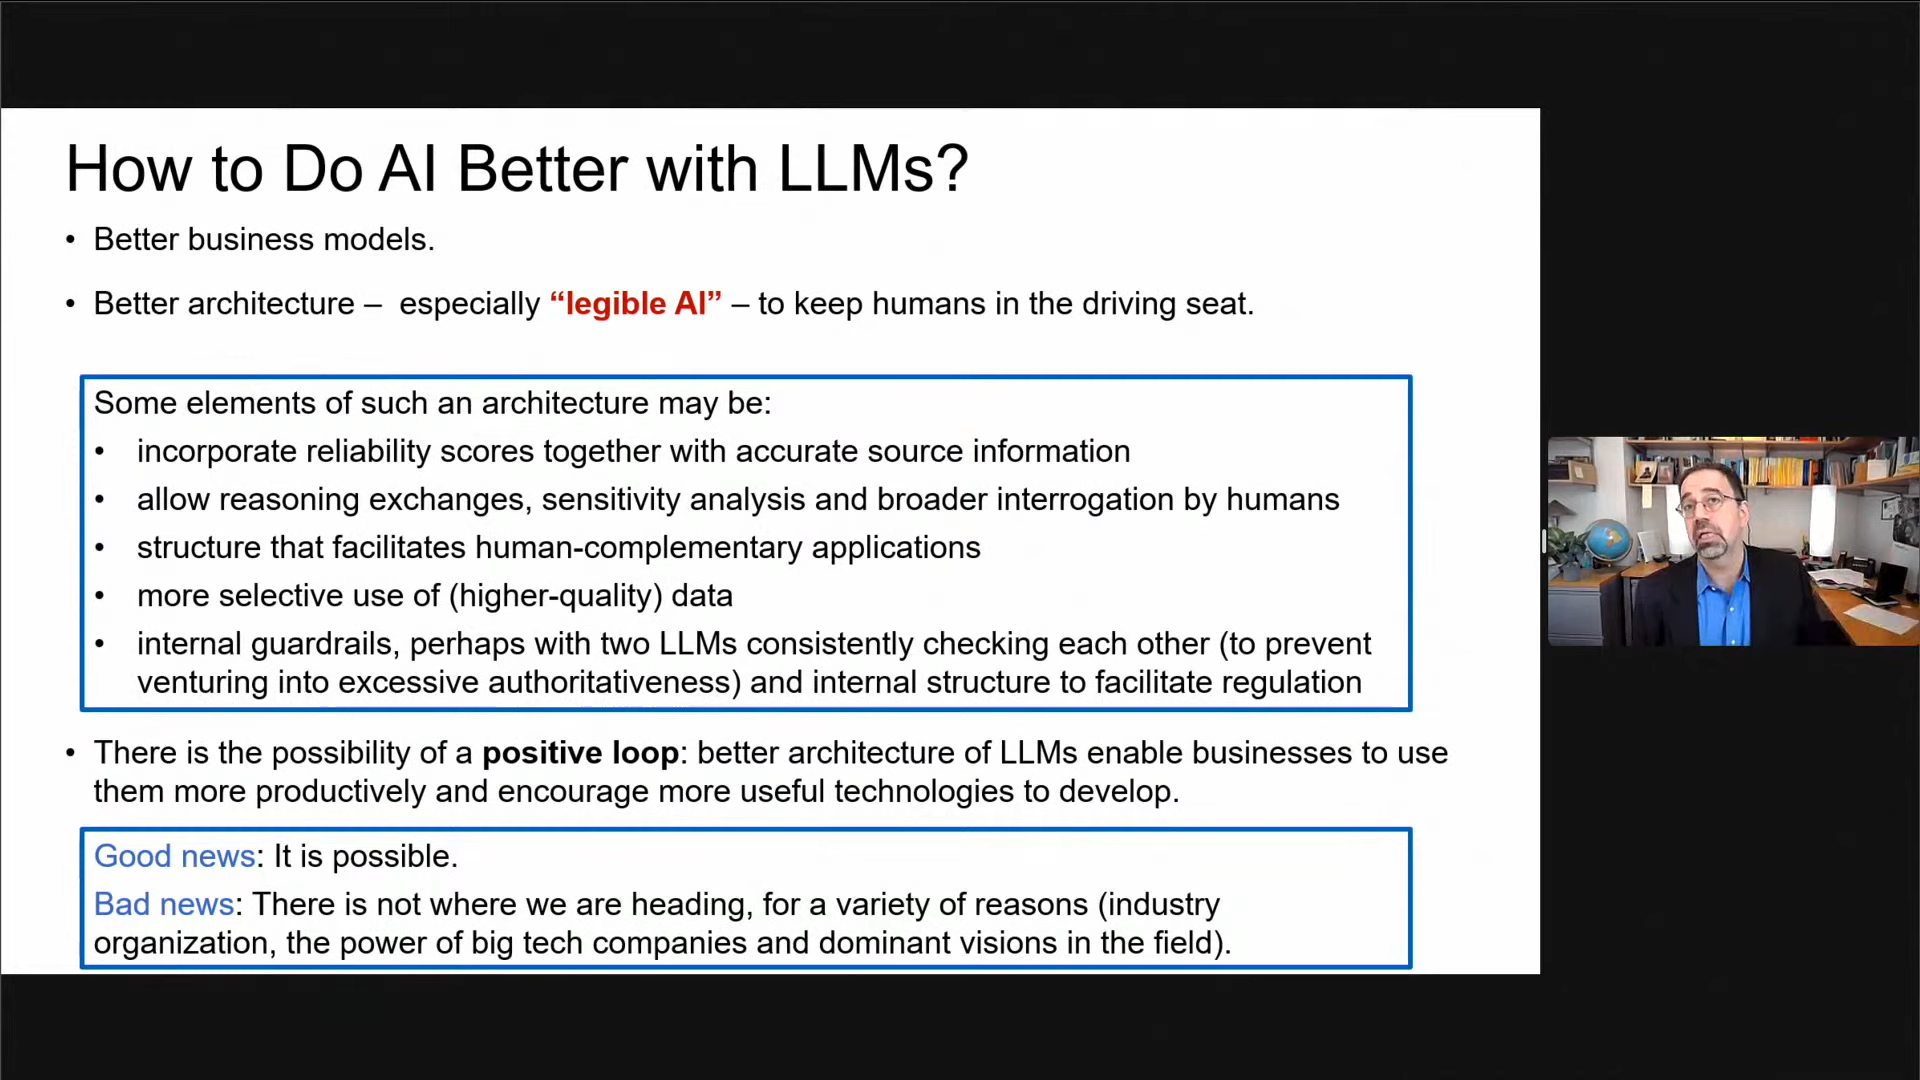 How to Do AI Better with LLMs?
• Better business models.
• Better architecture – especially “legible AI” – to keep humans in the driving seat.
Some elements of such an architecture may be:
• incorporate reliability scores together with accurate source information
• allow reasoning exchanges, sensitivity analysis and broader interrogation by humans
• structure that facilitates human-complementary applications
• more selective use of (higher-quality) data
• internal guardrails, perhaps with two LLMs consistently checking each other (to prevent
venturing into excessive authoritativeness) and internal structure to facilitate regulation
• There is the possibility of a positive loop: better architecture of LLMs enable businesses to use
them more productively and encourage more useful technologies to develop.
Good news: It is possible.
Bad news: There is not where we are heading, for a variety of reasons (industry
organization, the power of big tech companies and dominant visions in the field).